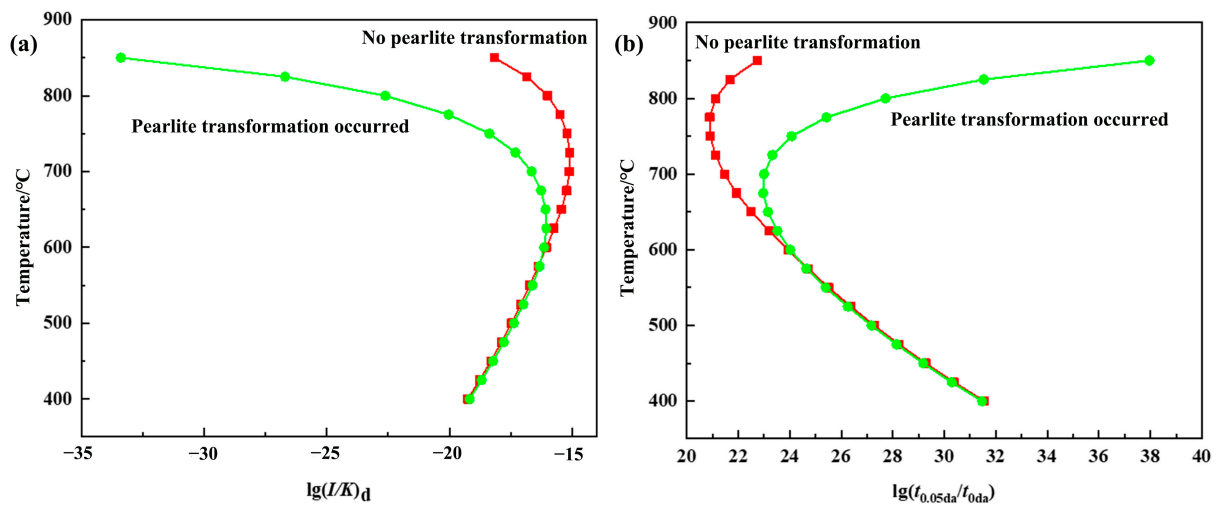 (a)
900
800
700
600
500
400
Temperature/°C
No pearlite transformation
Pearlite transformation occurred
−35
−30
−25
−20
−15
lg(I/K)d
(b)
900
800
700
600
500
400
Temperature/°C
No pearlite transformation
Pearlite transformation occurred
20
22
24
26
28
30
32
34
36
38
40
lg(t0.05da/t0da)